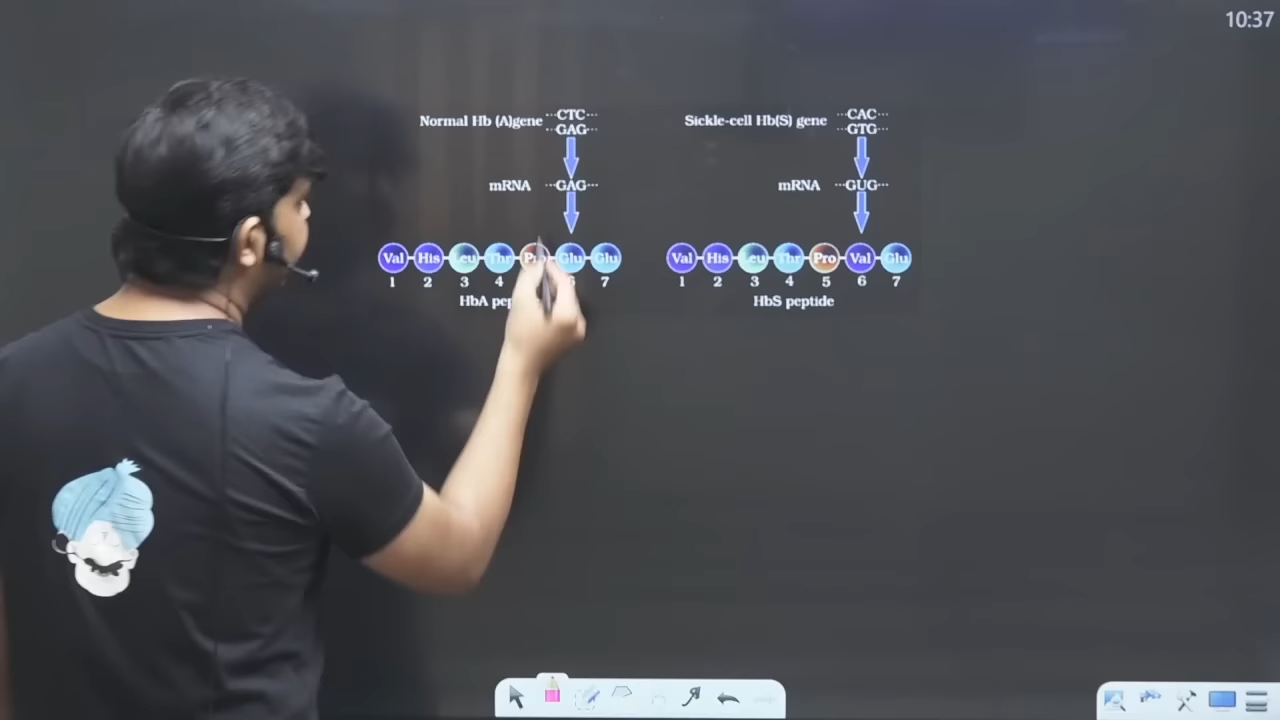 10:37
Normal Hb (A)gene ···CTC···
···GAG···
mRNA ···GAG···
Val His Leu Thr Glu Glu
1 2 3 4 7
HbA
Sickle-cell Hb(S) gene ···CAC···
···GTG···
mRNA ···GUG···
Val His Leu Thr Pro Val Glu
1 2 3 4 5 6 7
HbS peptide